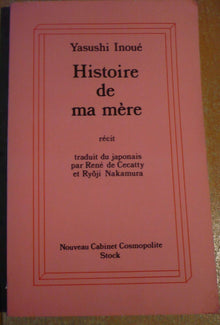 Yasushi Inoué
Histoire
de
ma mère
récit
traduit du japonais
par René de Ceccatty
et Ryôji Nakamura
Nouveau Cabinet Cosmopolite
Stock